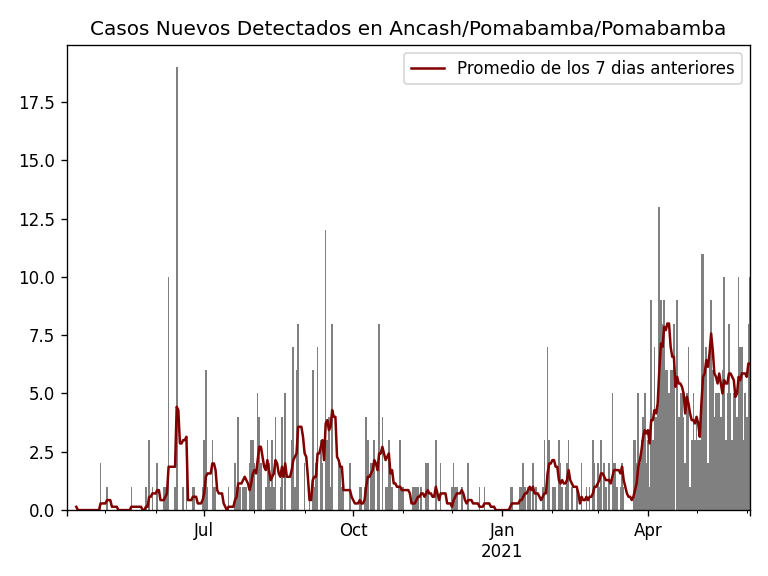 Casos Nuevos Detectados en Ancash/Pomabamba/Pomabamba
Promedio de los 7 dias anteriores
17.5
15.0
12.5
10.0
7.5
5.0
2.5
0.0
Jul
Oct
Jan
2021
Apr